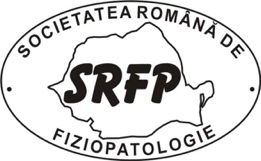 SOCIETATEA ROMÂNĂ DE
SRFP
FIZIOPATOLOGIE